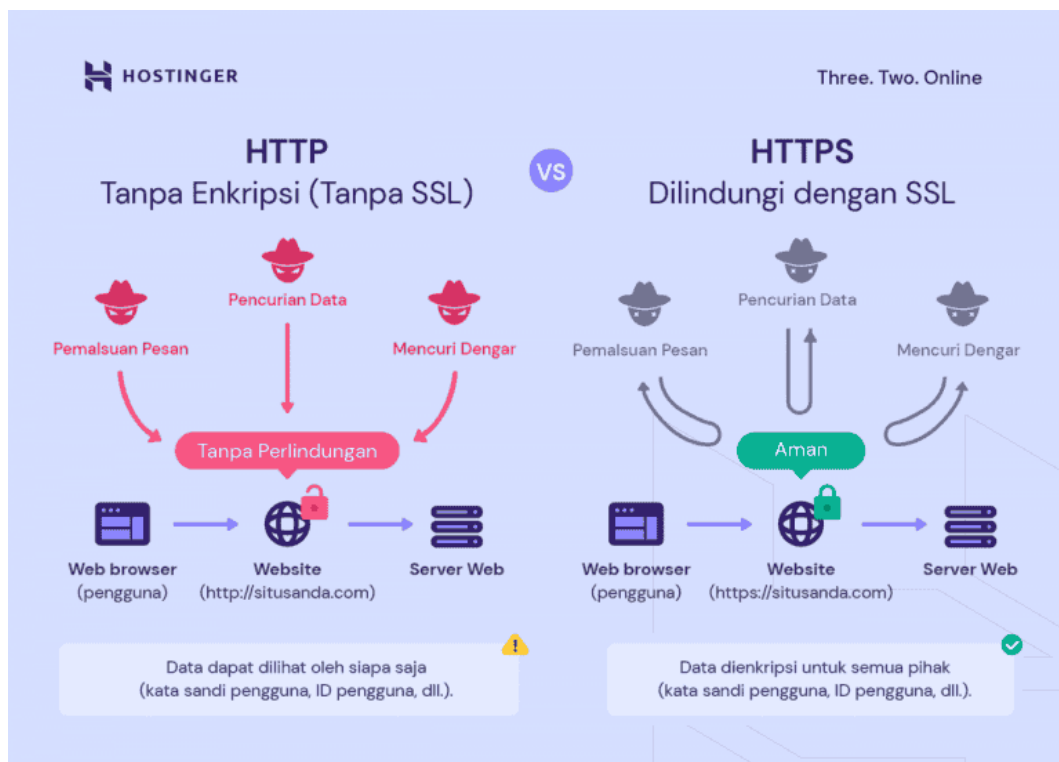 HOSTINGER
Three. Two. Online
HTTP
Tanpa Enkripsi (Tanpa SSL)
VS
HTTPS
Dilindungi dengan SSL
Pencurian Data
Pemalsuan Pesan
Mencuri Dengar
Tanpa Perlindungan
Web browser
(pengguna)
Website
(http://situsanda.com)
Server Web
Data dapat dilihat oleh siapa saja
(kata sandi pengguna, ID pengguna, dll.).
Pencurian Data
Pemalsuan Pesan
Mencuri Dengar
Aman
Web browser
(pengguna)
Website
(https://situsanda.com)
Server Web
Data dienkripsi untuk semua pihak
(kata sandi pengguna, ID pengguna, dll.).